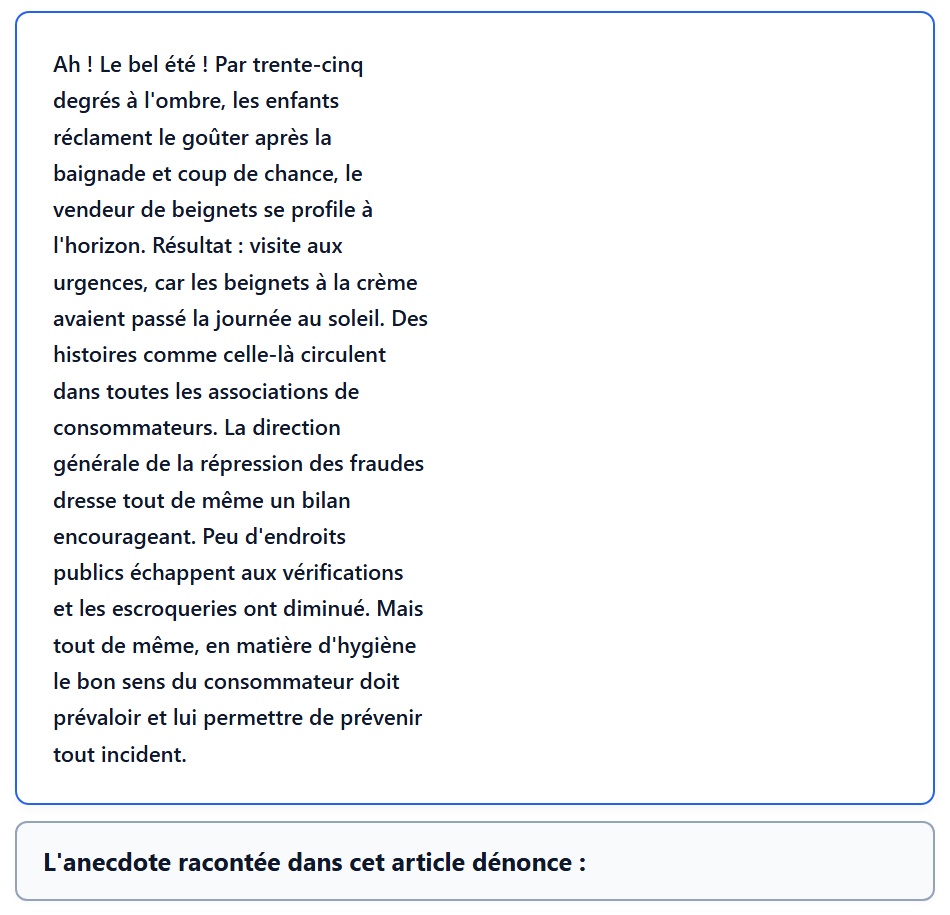 Ah ! Le bel été ! Par trente-cinq
degrés à l'ombre, les enfants
réclament le goûter après la
baignade et coup de chance, le
vendeur de beignets se profile à
l'horizon. Résultat : visite aux
urgences, car les beignets à la crème
avaient passé la journée au soleil. Des
histoires comme celle-là circulent
dans toutes les associations de
consommateurs. La direction
générale de la répression des fraudes
dresse tout de même un bilan
encourageant. Peu d'endroits
publics échappent aux vérifications
et les escroqueries ont diminué. Mais
tout de même, en matière d'hygiène
le bon sens du consommateur doit
prévaloir et lui permettre de prévenir
tout incident.
L'anecdote racontée dans cet article dénonce :